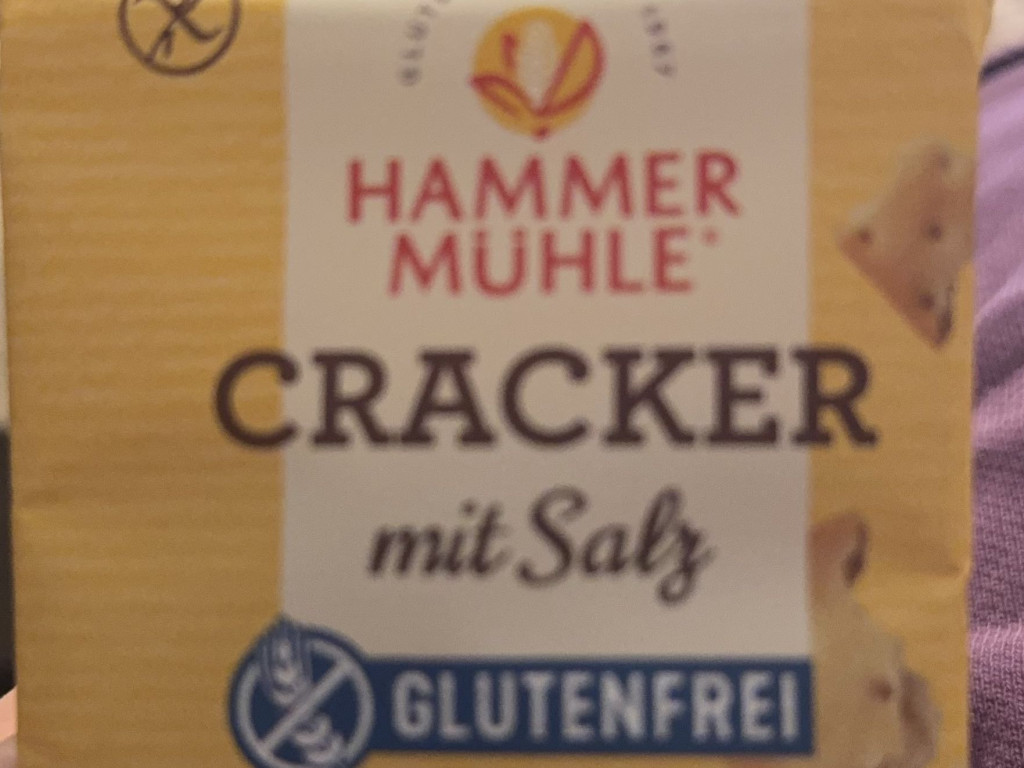 HAMMER
MÜHLE
CRACKER
mit Salz
GLUTENFREI